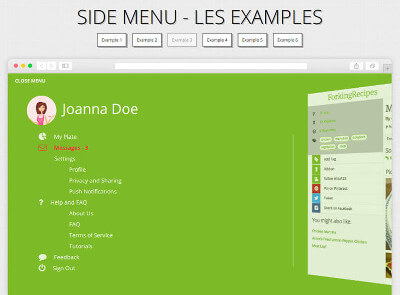 SIDE MENU - LES EXAMPLES
Example 1 Example 2 Example 3 Example 4 Example 5 Example 6
CLOSE MENU
Joanna Doe
My Plate
Messages - 3
Settings
Profile
Privacy and Sharing
Push Notifications
Help and FAQ
About Us
FAQ
Terms of Service
Tutorials
Feedback
Sign Out
ForkingRecipes
Add Tag
Pin on Pinterest
Tweet
Share on Facebook
You might also like: